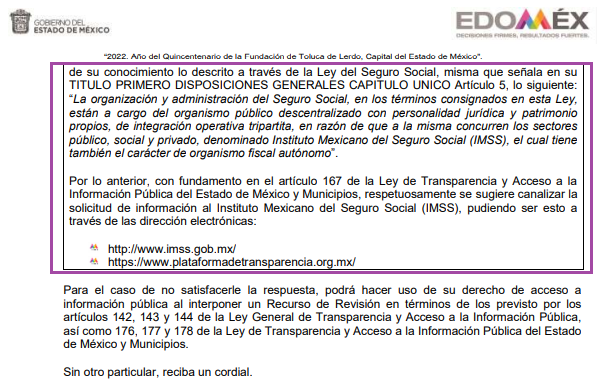 GOBIERNO DEL
ESTADO DE MÉXICO
EDOMÉX
DECISIONES FIRMES, RESULTADOS FUERTES.
“2022. Año del Quincentenario de la Fundación de Toluca de Lerdo, Capital del Estado de México”.
de su conocimiento lo descrito a través de la Ley del Seguro Social, misma que señala en su
TITULO PRIMERO DISPOSICIONES GENERALES CAPITULO UNICO Artículo 5, lo siguiente:
“La organización y administración del Seguro Social, en los términos consignados en esta Ley,
están a cargo del organismo público descentralizado con personalidad jurídica y patrimonio
propios, de integración operativa tripartita, en razón de que a la misma concurren los sectores
público, social y privado, denominado Instituto Mexicano del Seguro Social (IMSS), el cual tiene
también el carácter de organismo fiscal autónomo”.
Por lo anterior, con fundamento en el artículo 167 de la Ley de Transparencia y Acceso a la
Información Pública del Estado de México y Municipios, respetuosamente se sugiere canalizar la
solicitud de información al Instituto Mexicano del Seguro Social (IMSS), pudiendo ser esto a
través de las dirección electrónicas:
http://www.imss.gob.mx/
https://www.plataformadetransparencia.org.mx/
Para el caso de no satisfacerle la respuesta, podrá hacer uso de su derecho de acceso a
información pública al interponer un Recurso de Revisión en términos de los previsto por los
artículos 142, 143 y 144 de la Ley General de Transparencia y Acceso a la Información Pública,
así como 176, 177 y 178 de la Ley de Transparencia y Acceso a la Información Pública del Estado
de México y Municipios.
Sin otro particular, reciba un cordial.